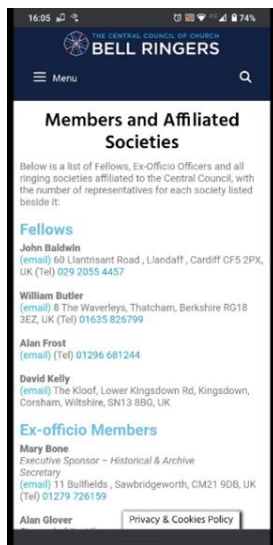 16:05
74%
THE CENTRAL COUNCIL OF CHURCH
BELL RINGERS
Menu
Members and Affiliated
Societies
Below is a list of Fellows, Ex-Officio Officers and all
ringing societies affiliated to the Central Council, with
the number of representatives for each society listed
beside it:
Fellows
John Baldwin
(email) 60 Llantrisant Road , Llandaff , Cardiff CF5 2PX,
UK (Tel) 029 2055 4457
William Butler
(email) 8 The Waverleys, Thatcham, Berkshire RG18
3EZ, UK (Tel) 01635 826799
Alan Frost
(email) (Tel) 01296 681244
David Kelly
(email) The Kloof, Lower Kingsdown Rd, Kingsdown,
Corsham, Wiltshire, SN13 8BG, UK
Ex-officio Members
Mary Bone
Executive Sponsor – Historical & Archive
Secretary
(email) 11 Bullfields , Sawbridgeworth, CM21 9DB, UK
(Tel) 01279 726159
Alan Glover
Privacy & Cookies Policy